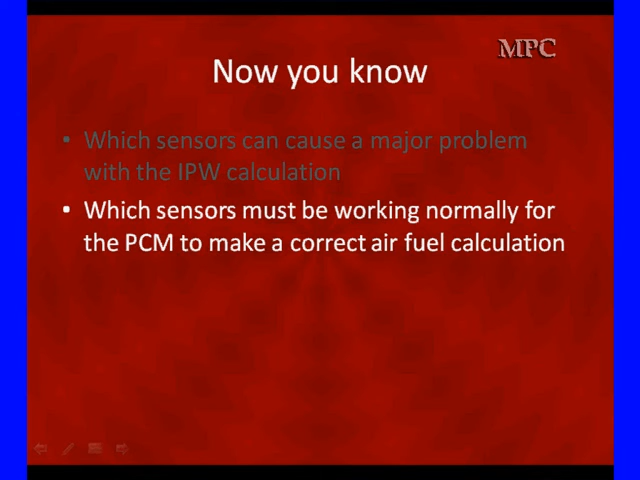 MPC
Now you know
• Which sensors can cause a major problem
with the IPW calculation
• Which sensors must be working normally for
the PCM to make a correct air fuel calculation